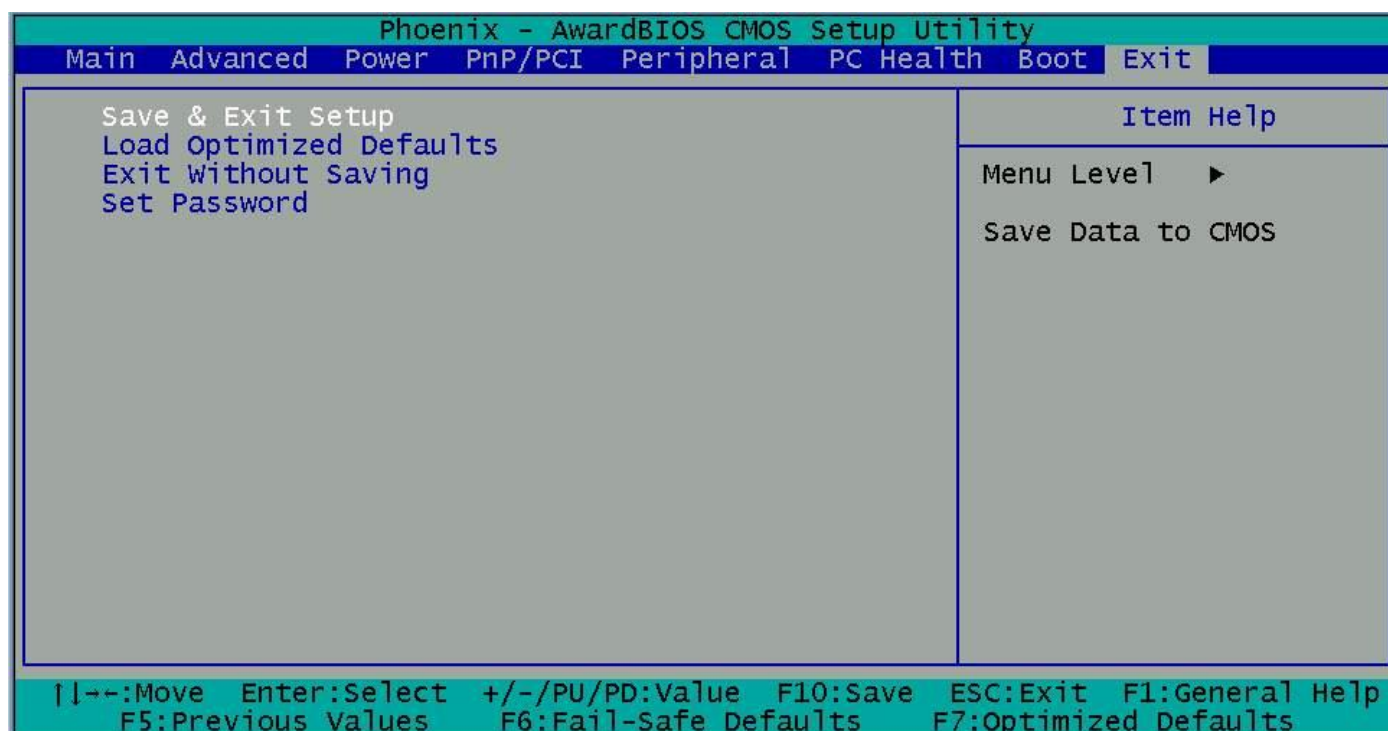 Phoenix - AwardBIOS CMOS Setup Utility
Main Advanced Power PnP/PCI Peripheral PC Health Boot Exit
Save & Exit Setup
Load Optimized Defaults
Exit Without Saving
Set Password
Item Help
Menu Level ►
Save Data to CMOS
↑↓→←:Move Enter:Select +/-/PU/PD:Value F10:Save ESC:Exit F1:General Help
F5:Previous Values F6:Fail-Safe Defaults F7:Optimized Defaults